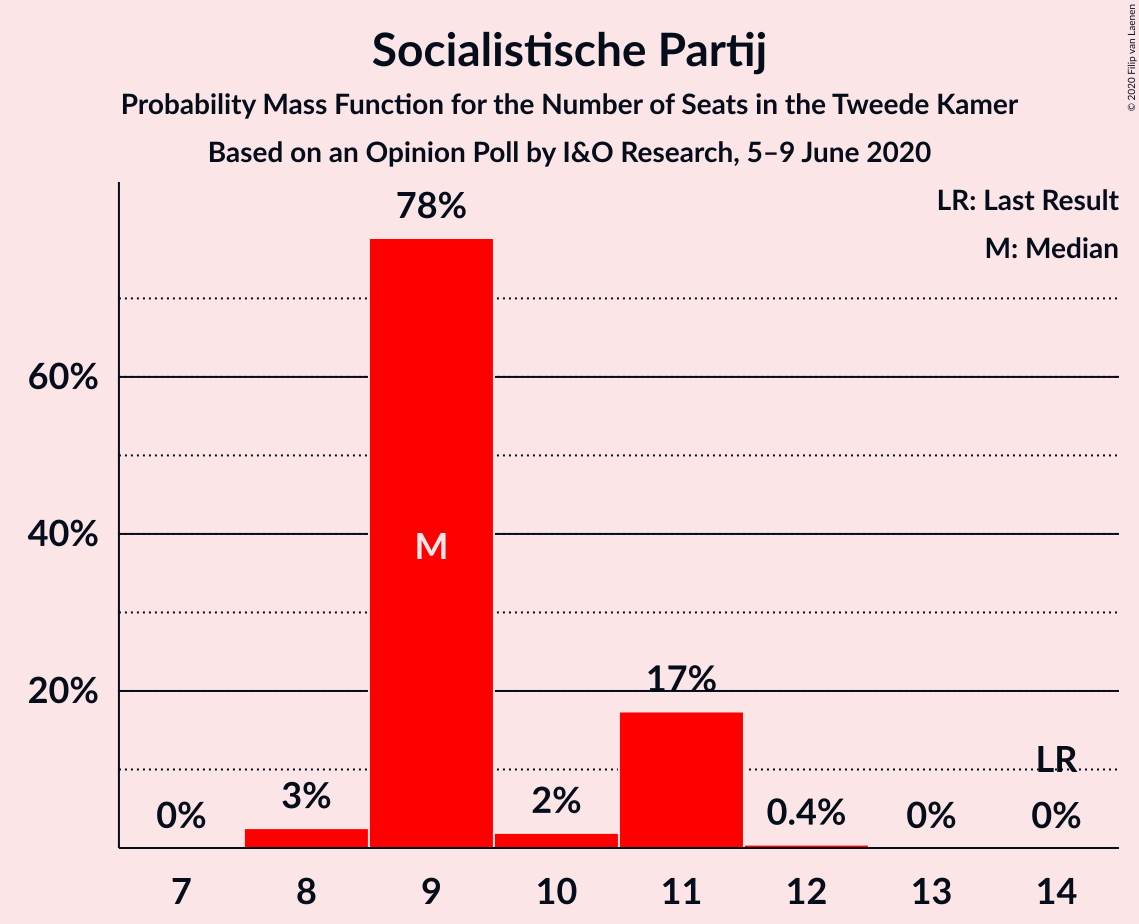 Socialistische Partij
Probability Mass Function for the Number of Seats in the Tweede Kamer
Based on an Opinion Poll by I&O Research, 5–9 June 2020
© 2020 Filip van Laenen
LR: Last Result
M: Median
78%
60%
40%
M
20%
17%
LR
0%
3%
2%
0.4%
0%
0%
7
8
9
10
11
12
13
14